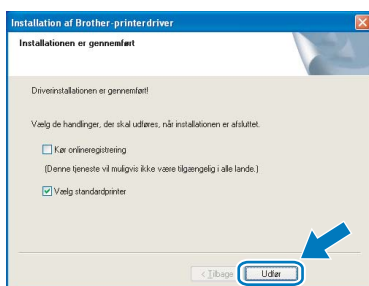 Installation af Brother-printerdriver
Installationen er gennemført
Driverinstallationen er gennemført!
Vælg de handlinger, der skal udføres, når installationen er afsluttet.
Kør onlineregistrering
(Denne tjeneste vil muligvis ikke være tilgængelig i alle lande.)
Vælg standardprinter
< Tilbage
Udfør